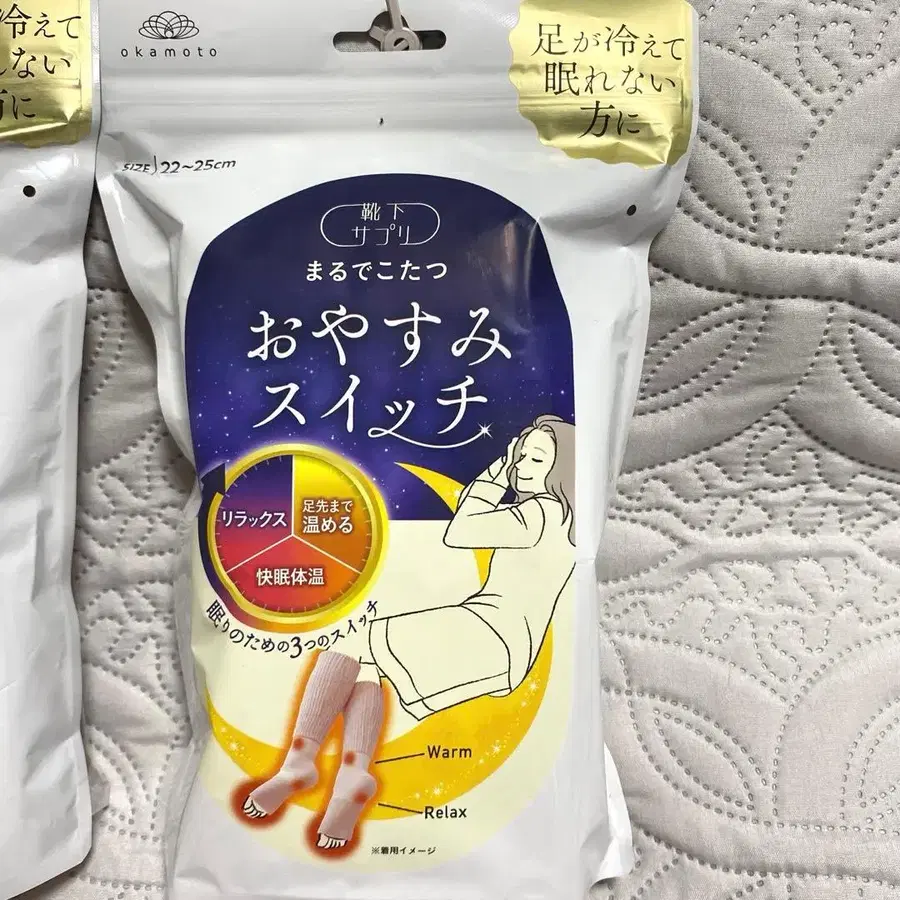 冷えて
れない
方に
okamoto
足が冷えて
眠れない
方に
SIZE 22~25cm
靴下
サプリ
まるでこたつ
おやすみ
スイッチ
リラックス
足先まで
温める
快眠体温
眠りのための3つのスイッチ
Warm
Relax
※着用イメージ